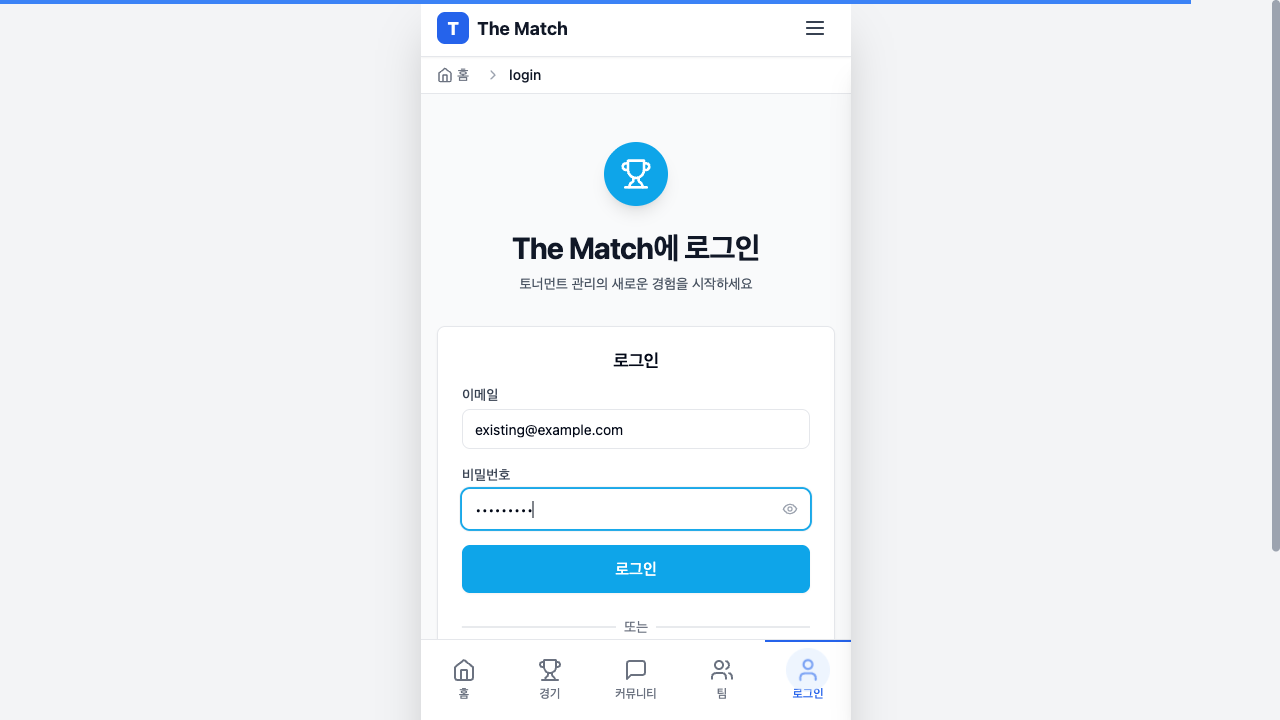 T The Match
홈 login
The Match에 로그인
토너먼트 관리의 새로운 경험을 시작하세요
로그인
이메일
existing@example.com
비밀번호
•••••••••
로그인
또는
홈 경기 커뮤니티 팀 로그인